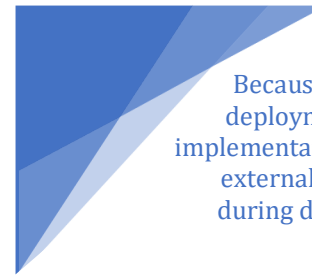 Becaus
deploym
implementa
external
during d